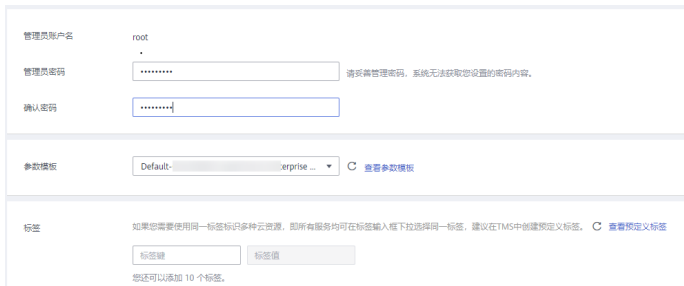 管理员账户名 root
管理员密码 ••••••••• 请妥善管理密码，系统无法获取您设置的密码内容。
确认密码 •••••••••
参数模板 Default- erprise ... 查看参数模板
标签 如果您需要使用同一标签标识多种云资源，即所有服务均可在标签输入框下拉选择同一标签，建议在TMS中创建预定义标签。 查看预定义标签
标签键 标签值
您还可以添加 10 个标签。